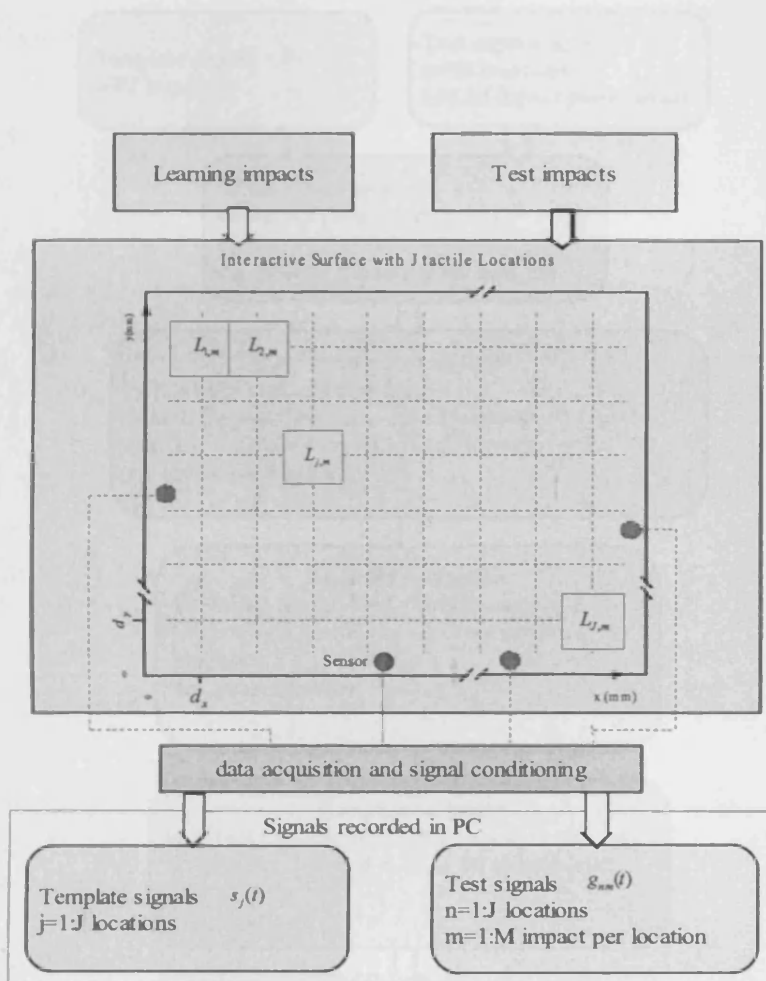 Learning impacts
Test impacts
Interactive Surface with J tactile Locations
y(mm)
L1,m
L2,m
Lj,m
LJ,m
dy
Sensor
dx
x (mm)
data acquisition and signal conditioning
Signals recorded in PC
Template signals sj(t)
j=1:J locations
Test signals gnm(t)
n=1:J locations
m=1:M impact per location